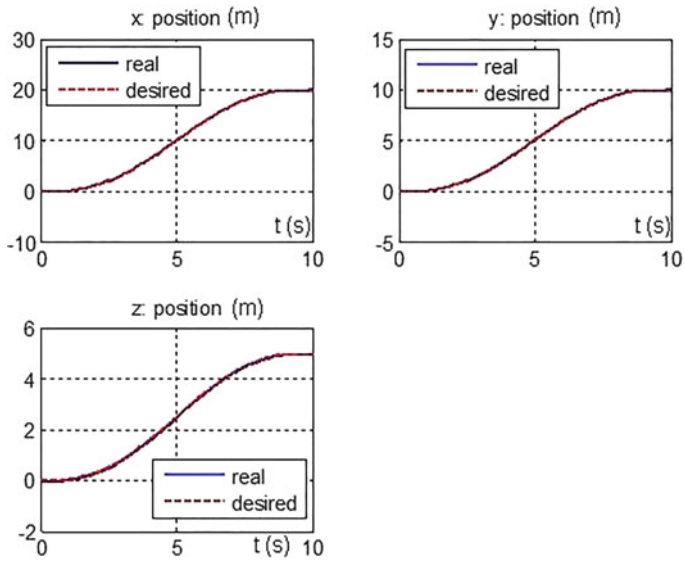 x: position (m)
30
20
10
0
-10
real
desired
t (s)
0
5
10
y: position (m)
15
10
5
0
-5
real
desired
t (s)
0
5
10
z: position (m)
6
4
2
0
-2
real
desired
0
5
t (s)
10